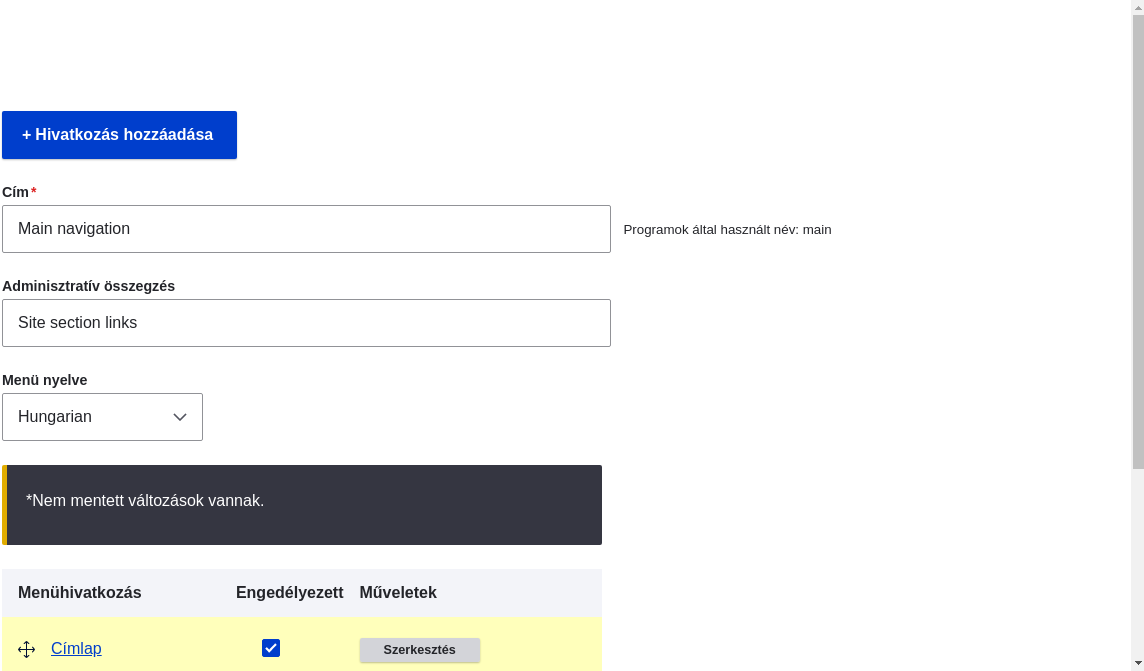 + Hivatkozás hozzáadása
Cím*
Main navigation
Programok által használt név: main
Adminisztratív összegzés
Site section links
Menü nyelve
Hungarian
*Nem mentett változások vannak.
Menühivatkozás Engedélyezett Műveletek
Címlap Szerkesztés